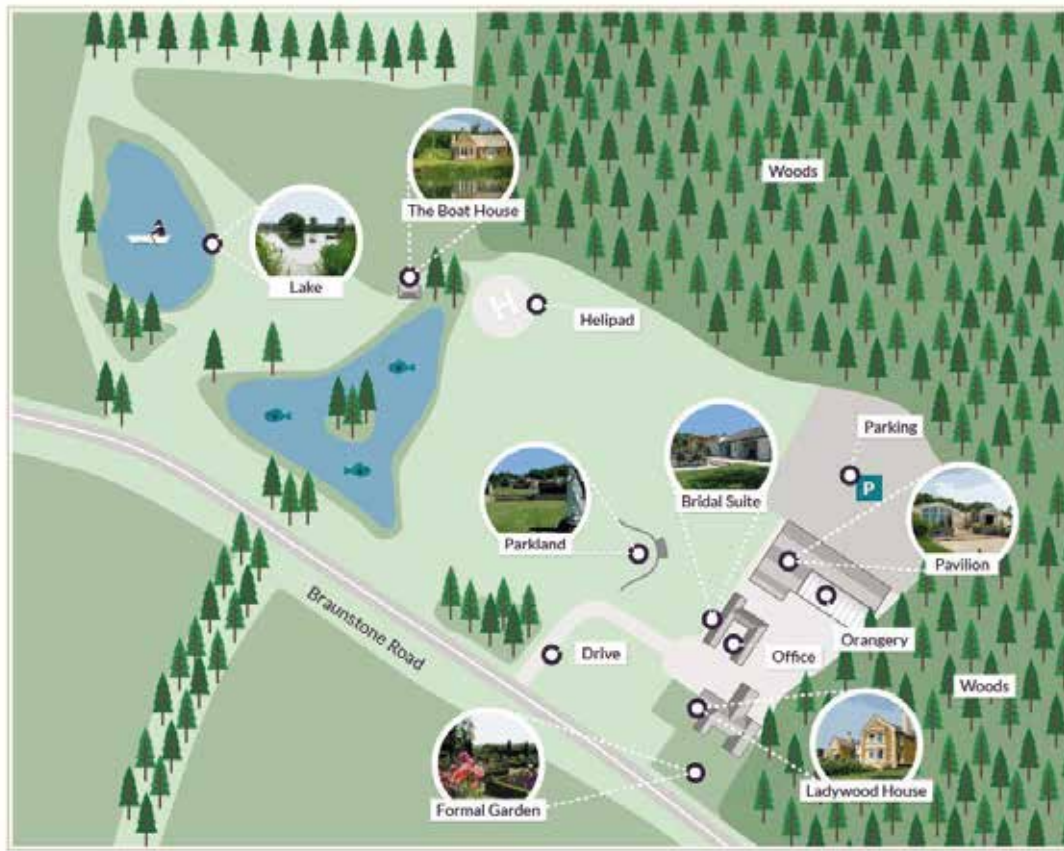 Woods
The Boat House
Lake
H
Helipad
Parking
P
Bridal Suite
Parkland
Pavilion
Braunstone Road
Orangery
Drive
Office
Woods
Ladywood House
Formal Garden